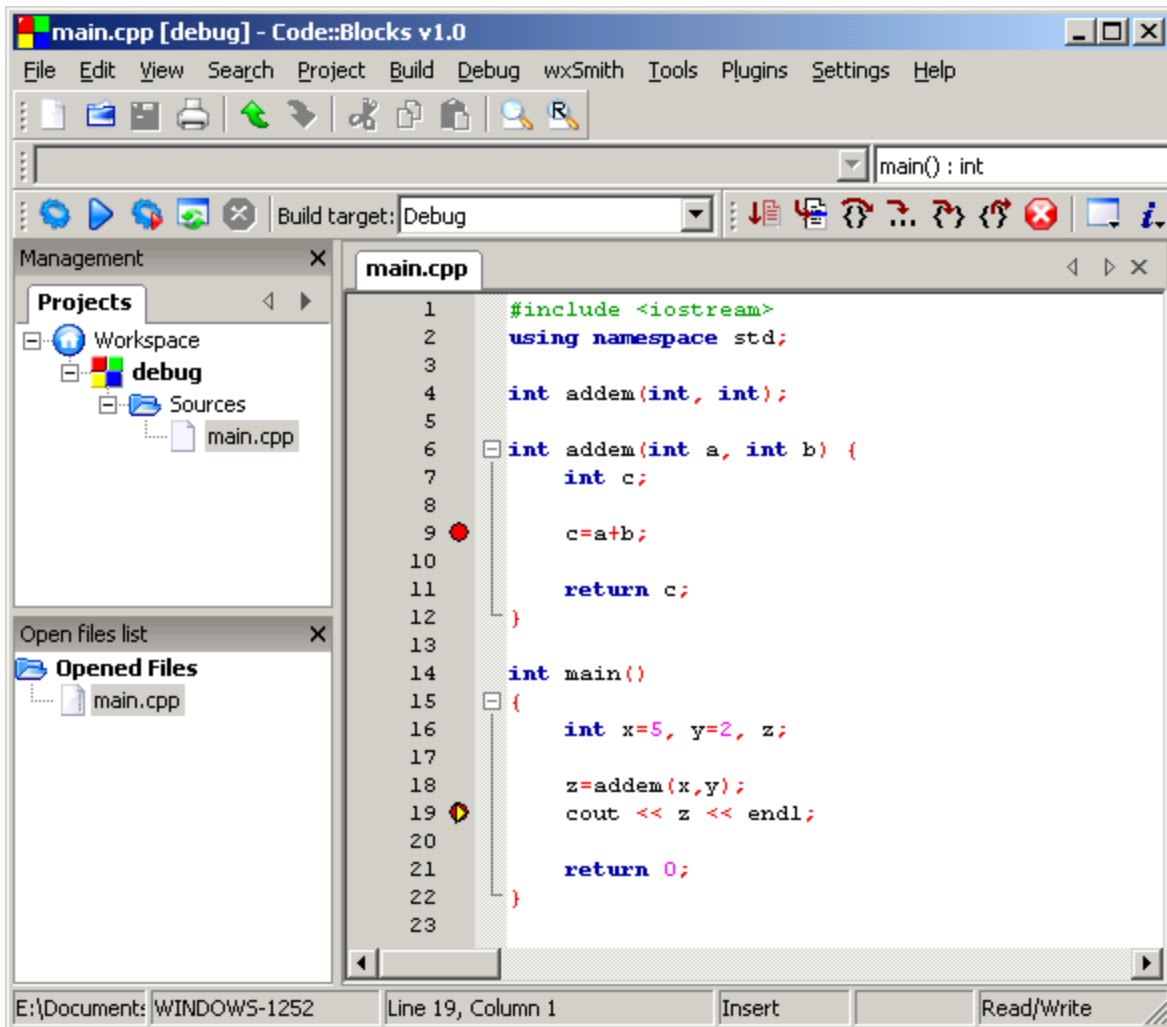 main.cpp [debug] - Code::Blocks v1.0
File Edit View Search Project Build Debug wxSmith Tools Plugins Settings Help
R
main() : int
Build target: Debug
Management
main.cpp
Projects
Workspace
debug
Sources
main.cpp
Open files list
Opened Files
main.cpp
1 #include <iostream>
2 using namespace std;
3
4 int addem(int, int);
5
6 int addem(int a, int b) {
7 int c;
8
9 c=a+b;
10
11 return c;
12 }
13
14 int main()
15 {
16 int x=5, y=2, z;
17
18 z=addem(x,y);
19 cout << z << endl;
20
21 return 0;
22 }
23
E:\Documents WINDOWS-1252 Line 19, Column 1 Insert Read/Write